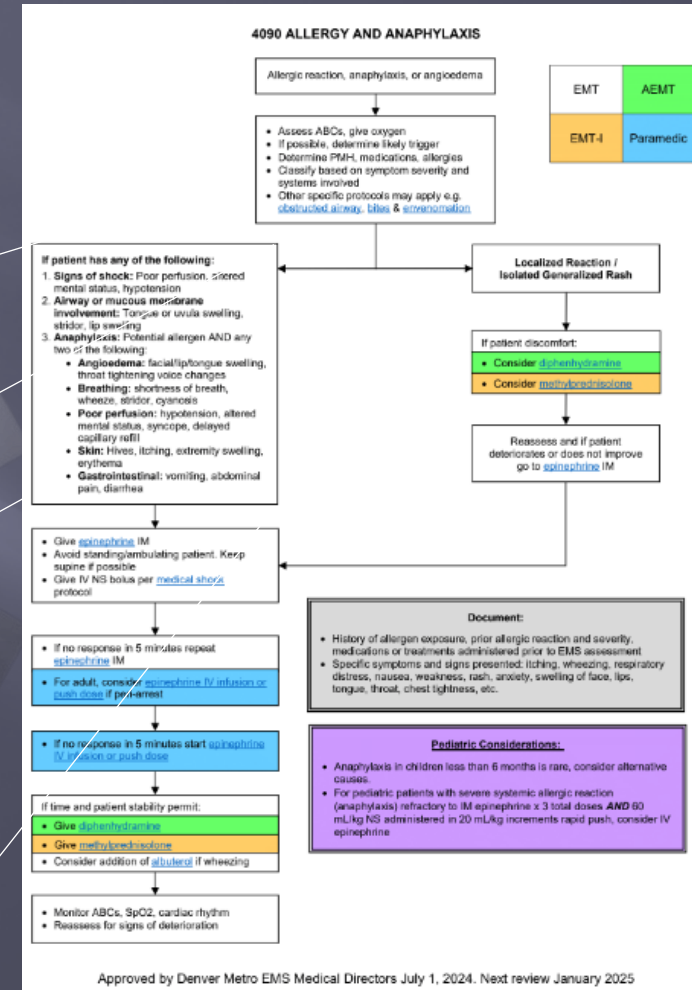 4090 ALLERGY AND ANAPHYLAXIS
Allergic reaction, anaphylaxis, or angioedema
EMT
AEMT
EMT-I
Paramedic
• Assess ABCs, give oxygen
• If possible, determine likely trigger
• Determine PMH, medications, allergies
• Classify based on symptom severity and
systems involved
• Other specific protocols may apply e.g.
obstructed airway, bites & envenomation
If patient has any of the following:
1. Signs of shock: Poor perfusion, altered
mental status, hypotension
2. Airway or mucous membrane
involvement: Tongue or uvula swelling,
stridor, lip swelling
3. Anaphylaxis: Potential allergen AND any
two of the following:
• Angioedema: facial/lip/tongue swelling,
throat tightening voice changes
• Breathing: shortness of breath,
wheeze, stridor, cyanosis
• Poor perfusion: hypotension, altered
mental status, syncope, delayed
capillary refill
• Skin: Hives, itching, extremity swelling,
erythema
• Gastrointestinal: vomiting, abdominal
pain, diarrhea
Localized Reaction /
Isolated Generalized Rash
If patient discomfort:
• Consider diphenhydramine
• Consider methylprednisolone
Reassess and if patient
deteriorates or does not improve
go to epinephrine IM
• Give epinephrine IM
• Avoid standing/ambulating patient. Keep
supine if possible
• Give IV NS bolus per medical shock
protocol
• If no response in 5 minutes repeat
epinephrine IM
• For adult, consider epinephrine IV infusion or
push dose if peri-arrest
• If no response in 5 minutes start epinephrine
IV infusion or push dose
If time and patient stability permit:
• Give diphenhydramine
• Give methylprednisolone
• Consider addition of albuterol if wheezing
• Monitor ABCs, SpO2, cardiac rhythm
• Reassess for signs of deterioration
Document:
• History of allergen exposure, prior allergic reaction and severity,
medications or treatments administered prior to EMS assessment
• Specific symptoms and signs presented: itching, wheezing, respiratory
distress, nausea, weakness, rash, anxiety, swelling of face, lips,
tongue, throat, chest tightness, etc.
Pediatric Considerations:
• Anaphylaxis in children less than 6 months is rare, consider alternative
causes.
• For pediatric patients with severe systemic allergic reaction
(anaphylaxis) refractory to IM epinephrine x 3 total doses AND 60
mL/kg NS administered in 20 mL/kg increments rapid push, consider IV
epinephrine
Approved by Denver Metro EMS Medical Directors July 1, 2024. Next review January 2025